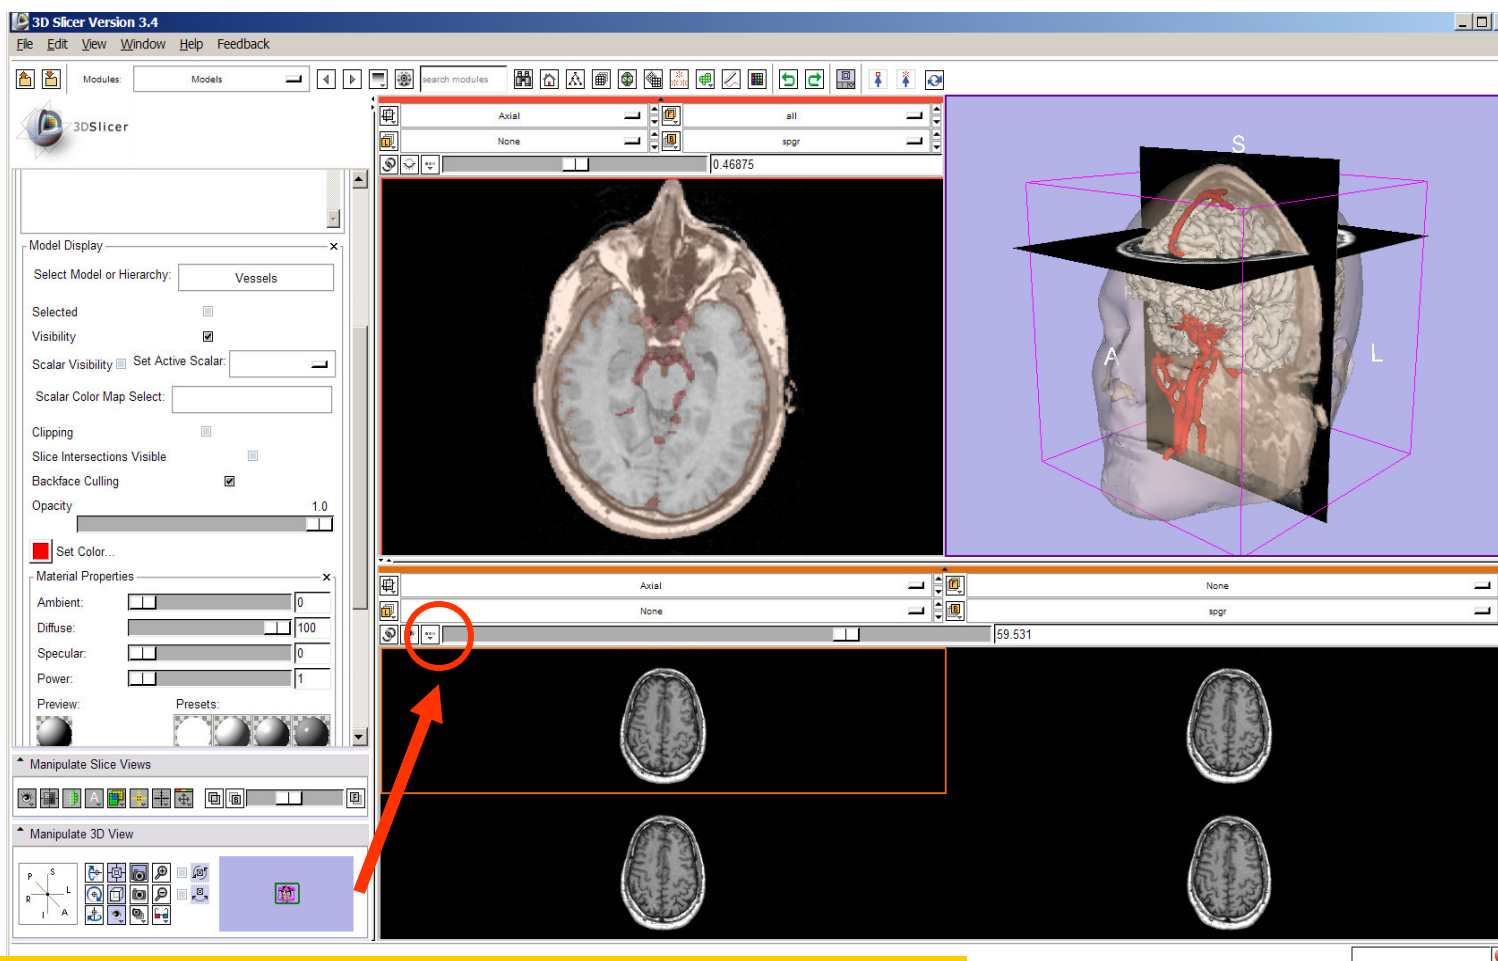 3D Slicer Version 3.4
File Edit View Window Help Feedback
Modules: Models search modules
3DSlicer
Axial all
None spgr
0.46875
S
R
A
L
Model Display
Select Model or Hierarchy: Vessels
Selected
Visibility
Scalar Visibility Set Active Scalar:
Scalar Color Map Select:
Clipping
Slice Intersections Visible
Backface Culling
Opacity 1.0
Set Color...
Material Properties
Ambient: 0
Diffuse: 100
Specular: 0
Power: 1
Preview: Presets:
Axial None
None spgr
59.531
Manipulate Slice Views
Manipulate 3D View
P S
R L
I A